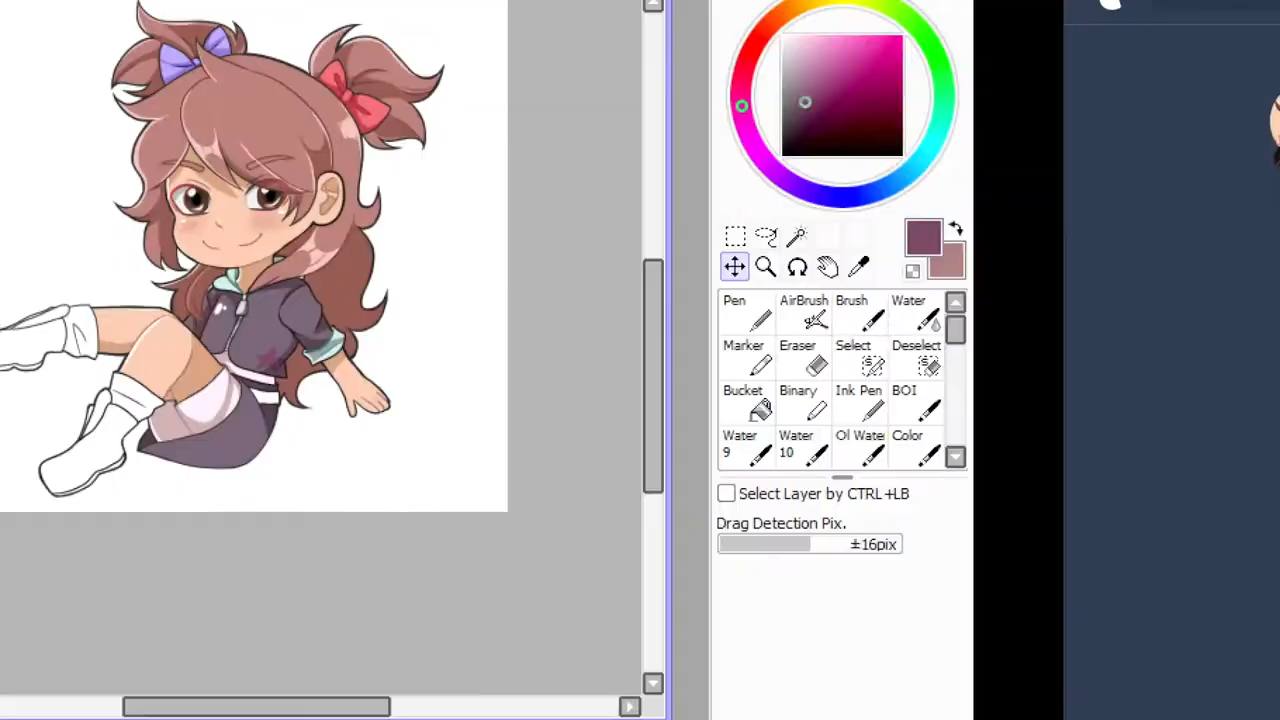 Pen AirBrush Brush Water
Marker Eraser Select Deselect
Bucket Binary Ink Pen BOI
Water 9 Water 10 Ol Water Color
Select Layer by CTRL+LB
Drag Detection Pix.
±16pix